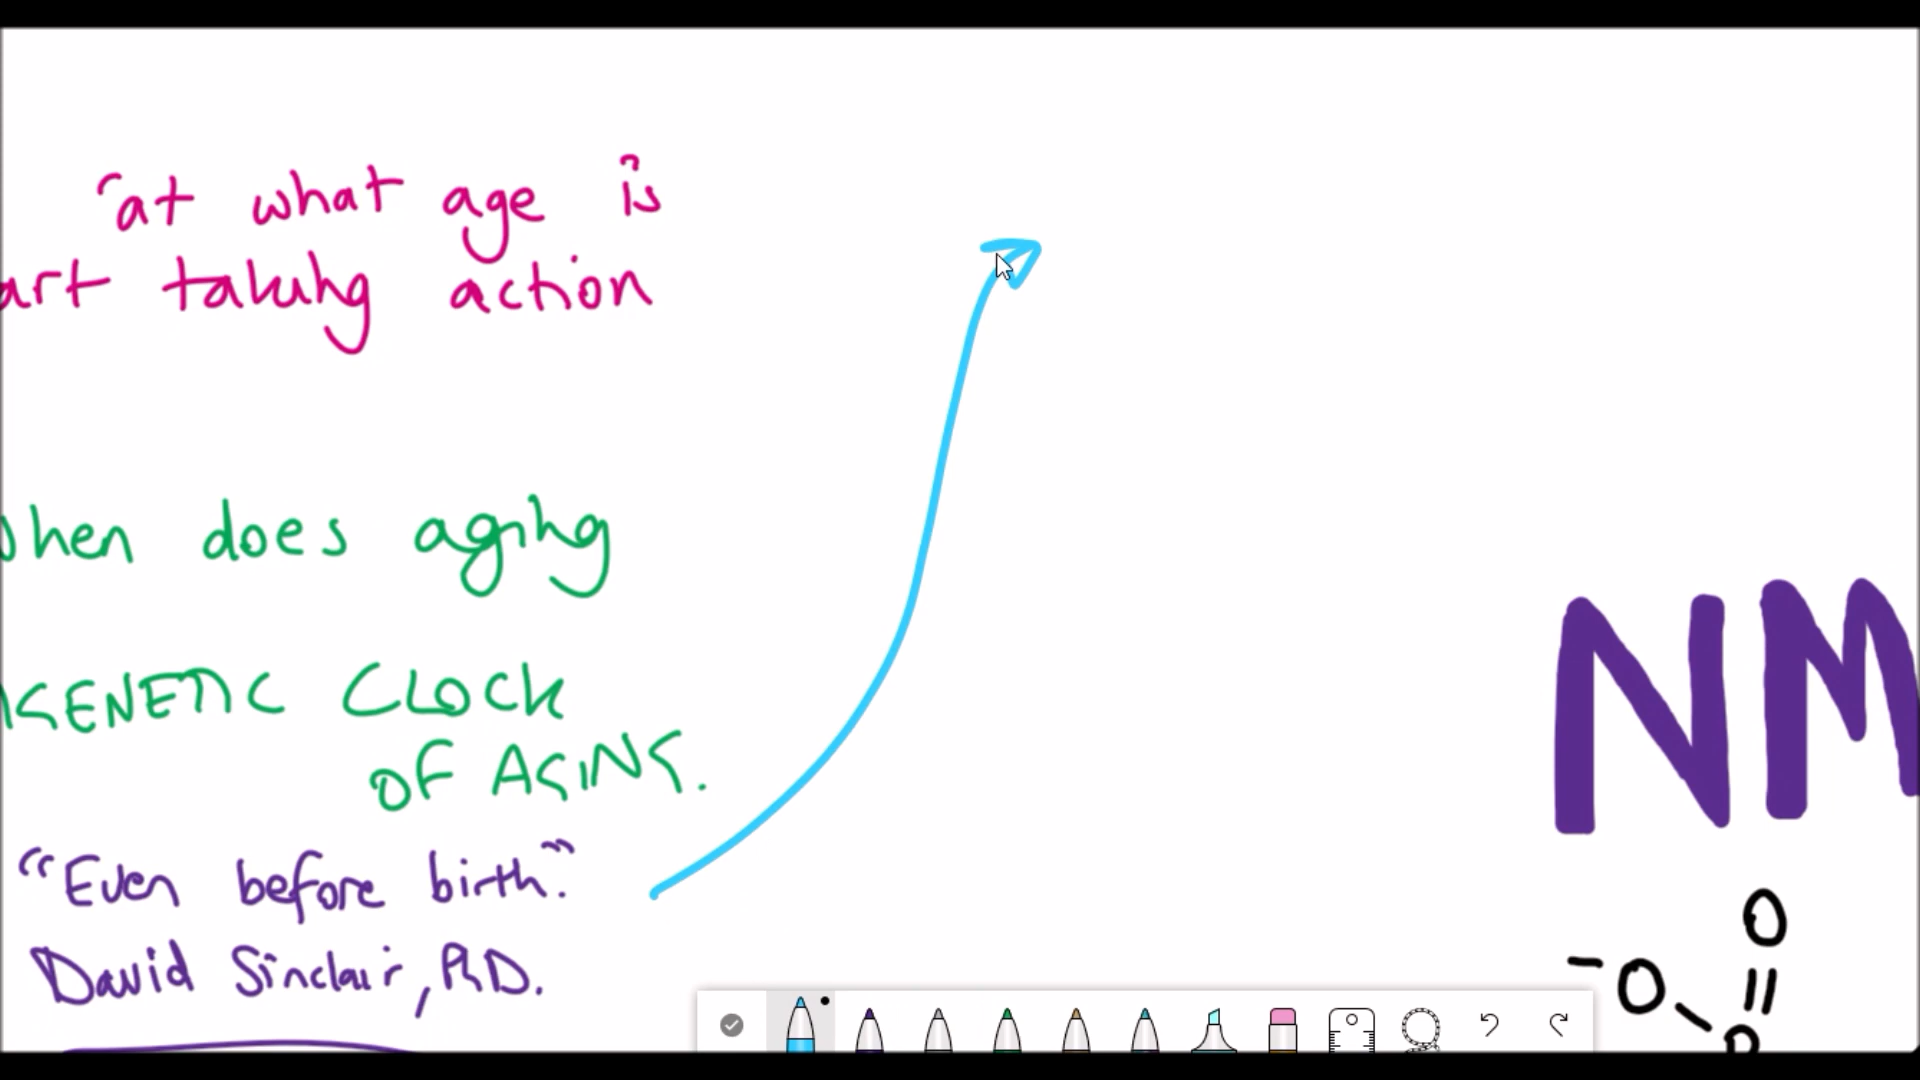 "at what age is
art taking action
when does aging
GENETIC CLOCK
OF AGING.
"Even before birth."
David Sinclair, PhD.
NM
O
-O
P